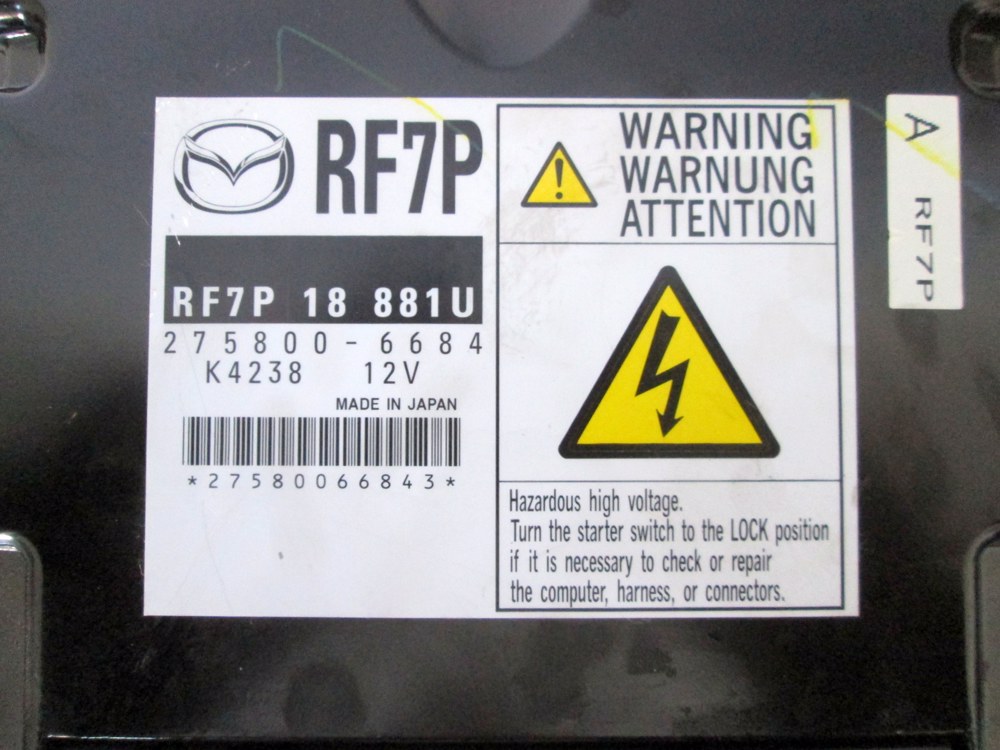 RF7P
RF7P 18 881U
275800-6684
K4238 12V
MADE IN JAPAN
*27580066843*
WARNING
WARNUNG
ATTENTION
Hazardous high voltage.
Turn the starter switch to the LOCK position
if it is necessary to check or repair
the computer, harness, or connectors.
A RF7P